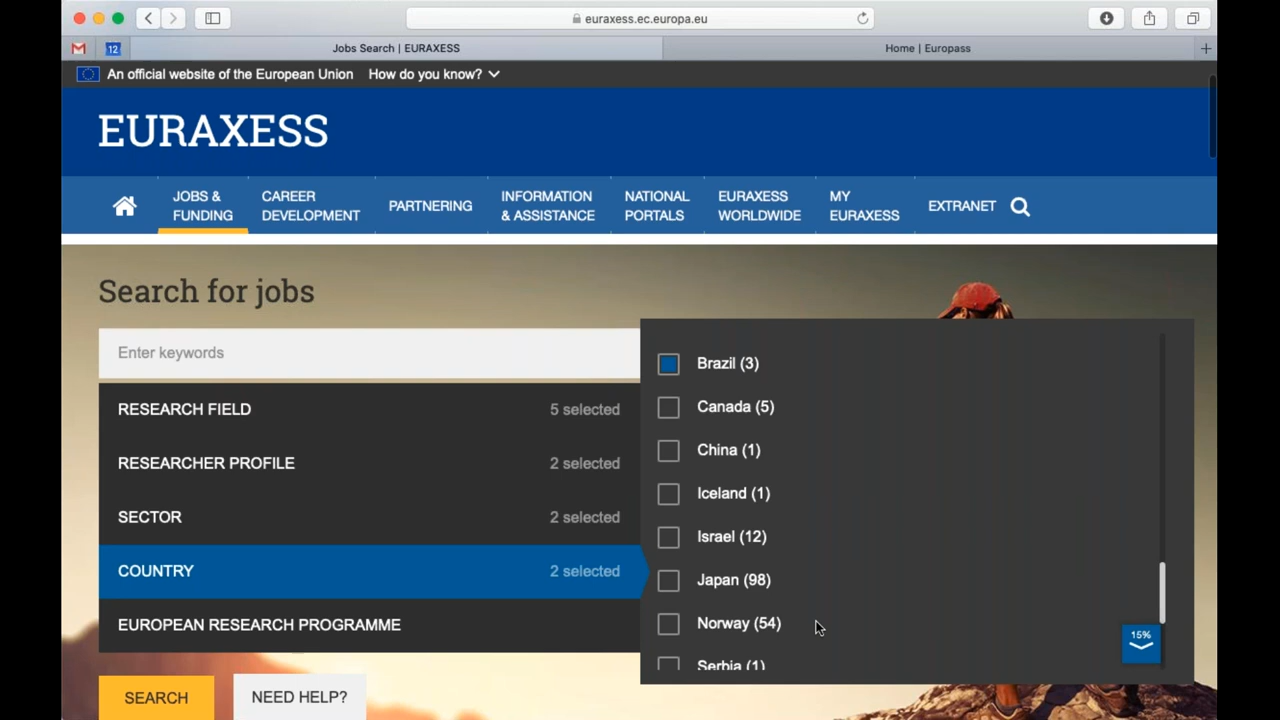 euraxess.ec.europa.eu
12
Jobs Search | EURAXESS
Home | Europass
An official website of the European Union How do you know?
EURAXESS
JOBS & FUNDING
CAREER DEVELOPMENT
PARTNERING
INFORMATION & ASSISTANCE
NATIONAL PORTALS
EURAXESS WORLDWIDE
MY EURAXESS
EXTRANET
Search for jobs
Enter keywords
RESEARCH FIELD 5 selected
RESEARCHER PROFILE 2 selected
SECTOR 2 selected
COUNTRY 2 selected
EUROPEAN RESEARCH PROGRAMME
Brazil (3)
Canada (5)
China (1)
Iceland (1)
Israel (12)
Japan (98)
Norway (54)
Serbia (1)
15%
SEARCH
NEED HELP?